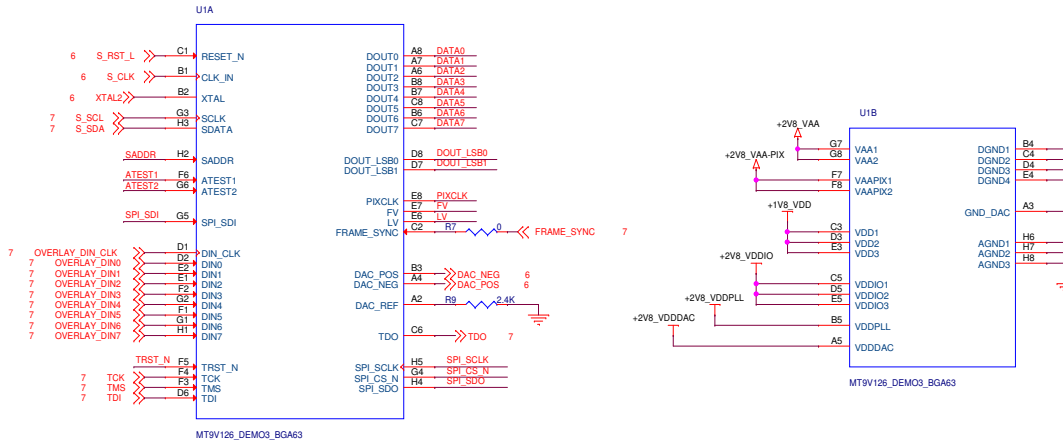 U1A
6 S_RST_L C1 RESET_N
6 S_CLK B1 CLK_IN
6 XTAL2 B2 XTAL
7 S_SCL G3 SCLK
7 S_SDA H3 SDATA
SADDR H2 SADDR
ATEST1 F6 ATEST1
ATEST2 G6 ATEST2
SPI_SDI G5 SPI_SDI
7 OVERLAY_DIN_CLK D1 DIN_CLK
7 OVERLAY_DIN0 D2 DIN0
7 OVERLAY_DIN1 E2 DIN1
7 OVERLAY_DIN2 E1 DIN2
7 OVERLAY_DIN3 F2 DIN3
7 OVERLAY_DIN4 G2 DIN4
7 OVERLAY_DIN5 F1 DIN5
7 OVERLAY_DIN6 G1 DIN6
7 OVERLAY_DIN7 H1 DIN7
TRST_N F5 TRST_N
7 TCK F4 TCK
7 TMS F3 TMS
7 TDI D6 TDI
DOUT0 A8 DATA0
DOUT1 A7 DATA1
DOUT2 A6 DATA2
DOUT3 B8 DATA3
DOUT4 B7 DATA4
DOUT5 C8 DATA5
DOUT6 B6 DATA6
DOUT7 C7 DATA7
DOUT_LSB0 D8 DOUT_LSB0
DOUT_LSB1 D7 DOUT_LSB1
PIXCLK E8 PIXCLK
FV E7 FV
LV E6 LV
FRAME_SYNC C2 R7 0 FRAME_SYNC 7
DAC_POS B3 DAC_NEG 6
DAC_NEG A4 DAC_POS 6
DAC_REF A2 R9 2.4K
TDO C6 TDO 7
SPI_SCLK H5 SPI_SCLK
SPI_CS_N G4 SPI_CS_N
SPI_SDO H4 SPI_SDO
MT9V126_DEMO3_BGA63
U1B
+2V8_VAA
G7 VAA1
G8 VAA2
+2V8_VAA-PIX
F7 VAAPIX1
F8 VAAPIX2
+1V8_VDD
C3 VDD1
D3 VDD2
E3 VDD3
+2V8_VDDIO
C5 VDDIO1
D5 VDDIO2
E5 VDDIO3
+2V8_VDDPLL
B5 VDDPLL
+2V8_VDDDAC
A5 VDDDAC
DGND1 B4
DGND2 C4
DGND3 D4
DGND4 E4
GND_DAC A3
AGND1 H6
AGND2 H7
AGND3 H8
MT9V126_DEMO3_BGA63